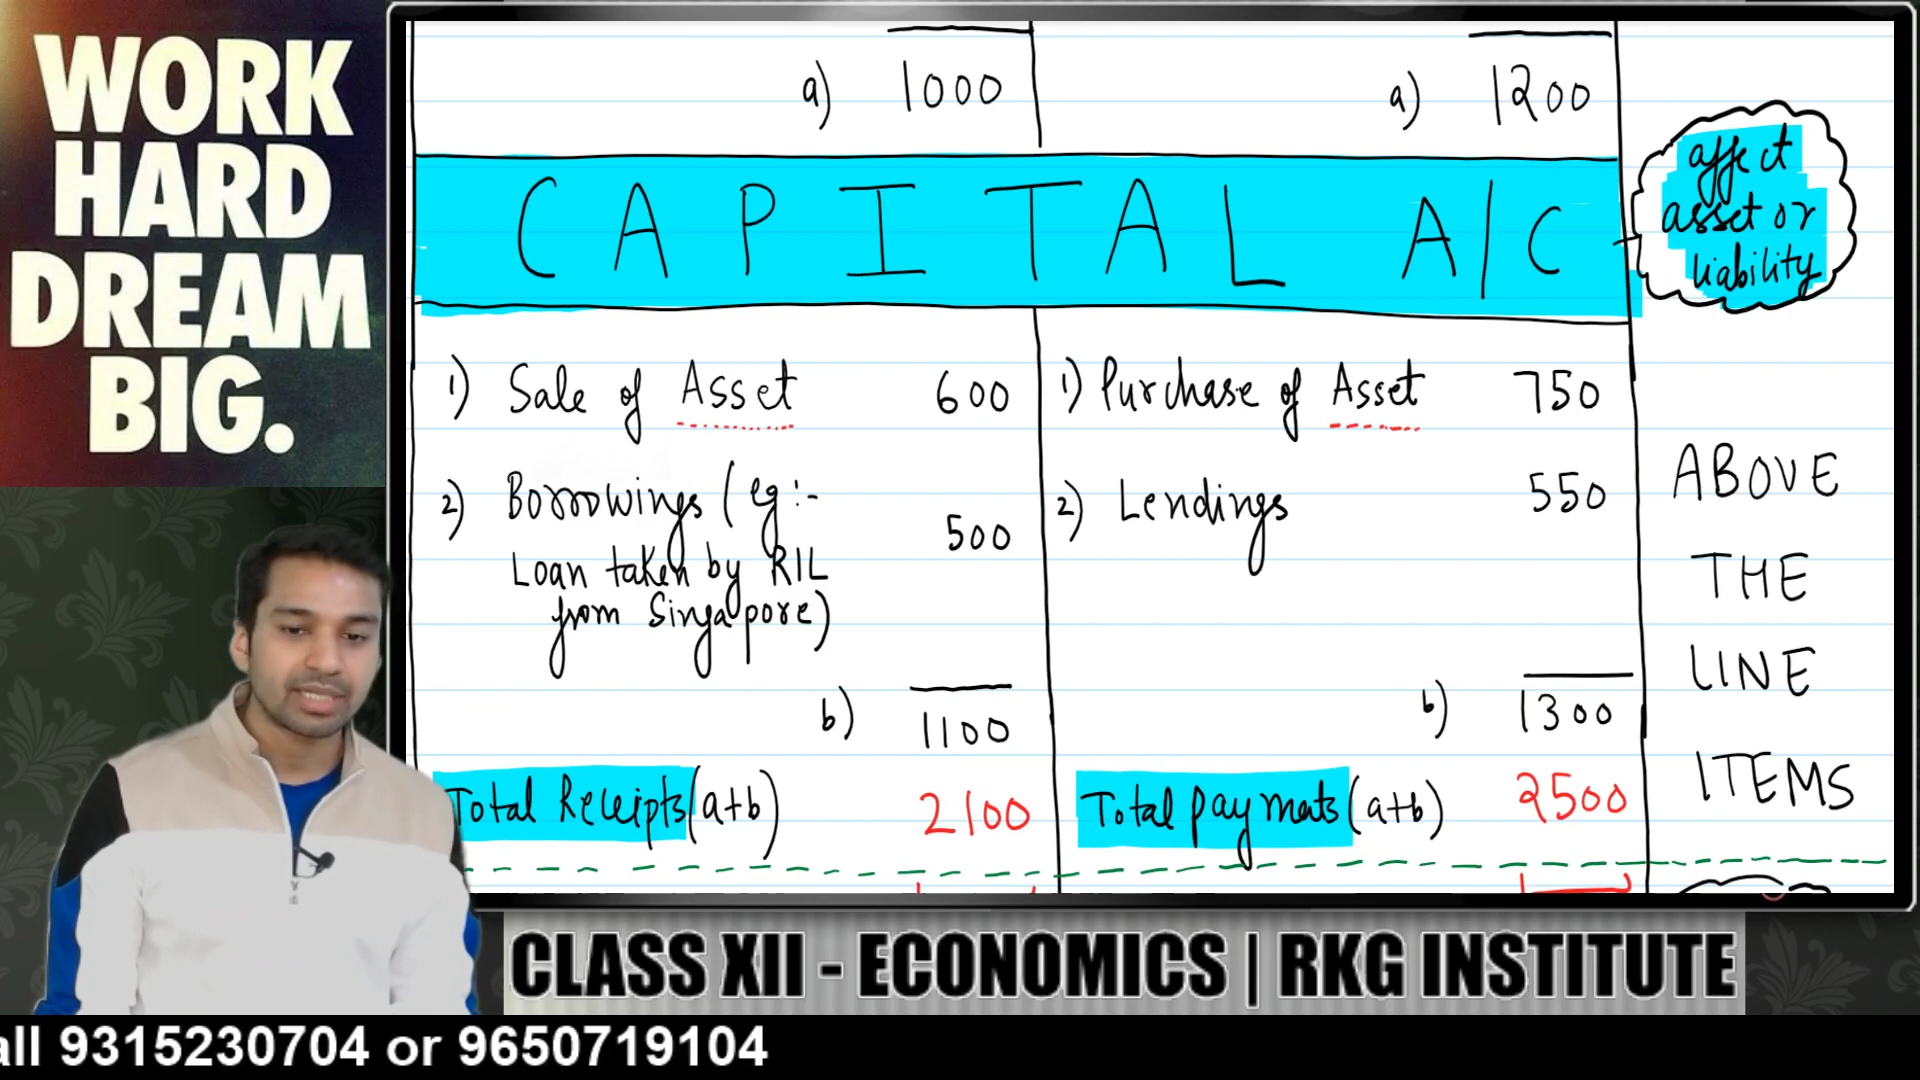 WORK
HARD
DREAM
BIG.
a) 1000
a) 1200
CAPITAL A/C
affect
asset or
liability
1) Sale of Asset 600
1) Purchase of Asset 750
2) Borrowings (eg:-
Loan taken by RIL
from Singapore) 500
2) Lendings 550
b) 1100
b) 1300
Total Receipts (a+b) 2100
Total paymats (a+b) 2500
ABOVE
THE
LINE
ITEMS
CLASS XII - ECONOMICS | RKG INSTITUTE
all 9315230704 or 9650719104